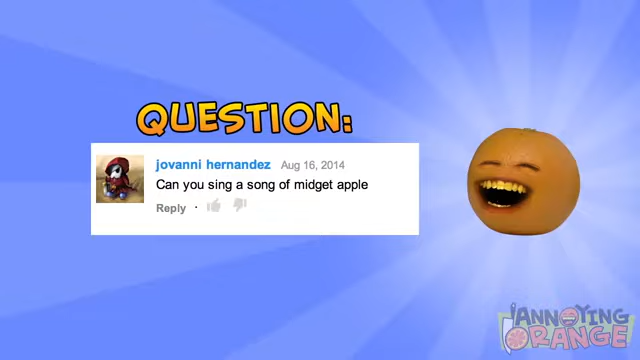 QUESTION:
jovanni hernandez Aug 16, 2014
Can you sing a song of midget apple
Reply ·
ANNOYING
ORANGE